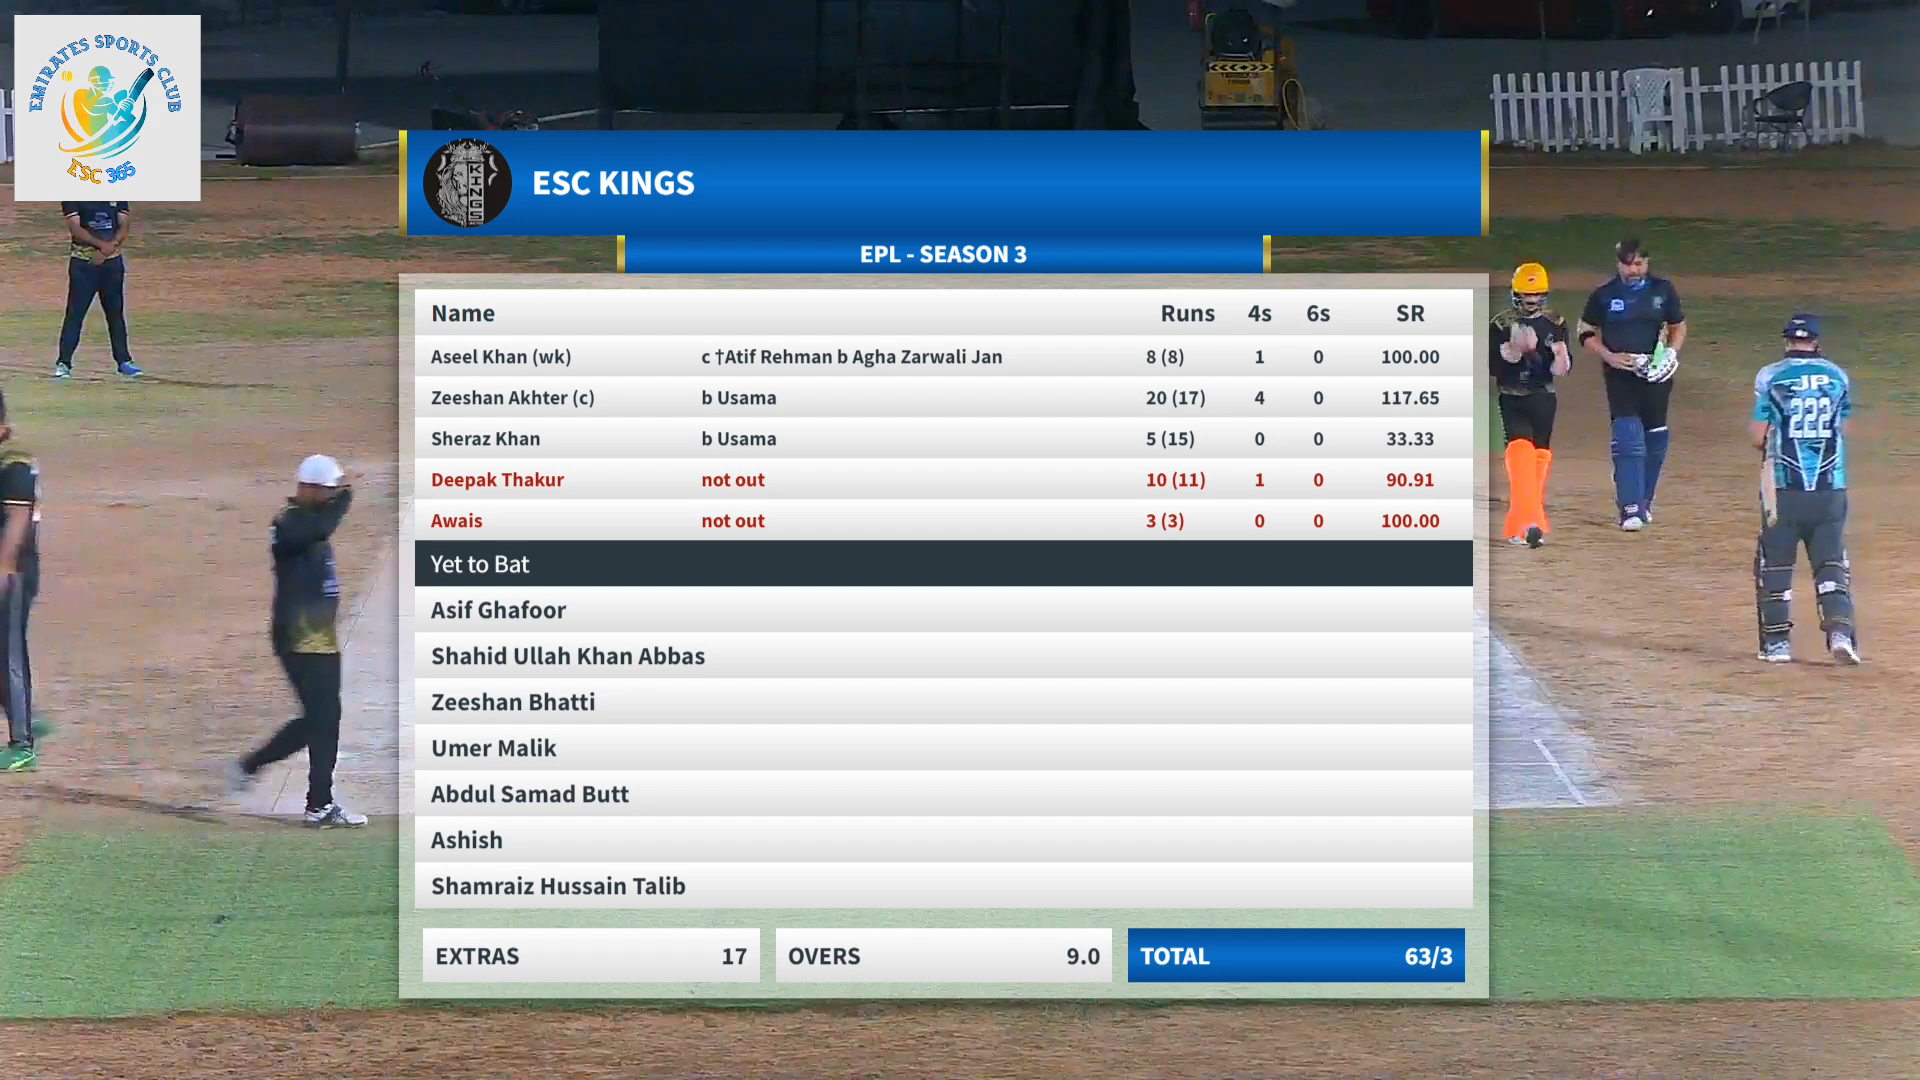 EMIRATES SPORTS CLUB
ESC 365
KINGS
ESC KINGS
EPL - SEASON 3
Name Runs 4s 6s SR
Aseel Khan (wk) c †Atif Rehman b Agha Zarwali Jan 8 (8) 1 0 100.00
Zeeshan Akhter (c) b Usama 20 (17) 4 0 117.65
Sheraz Khan b Usama 5 (15) 0 0 33.33
Deepak Thakur not out 10 (11) 1 0 90.91
Awais not out 3 (3) 0 0 100.00
Yet to Bat
Asif Ghafoor
Shahid Ullah Khan Abbas
Zeeshan Bhatti
Umer Malik
Abdul Samad Butt
Ashish
Shamraiz Hussain Talib
EXTRAS 17 OVERS 9.0 TOTAL 63/3
JP
222